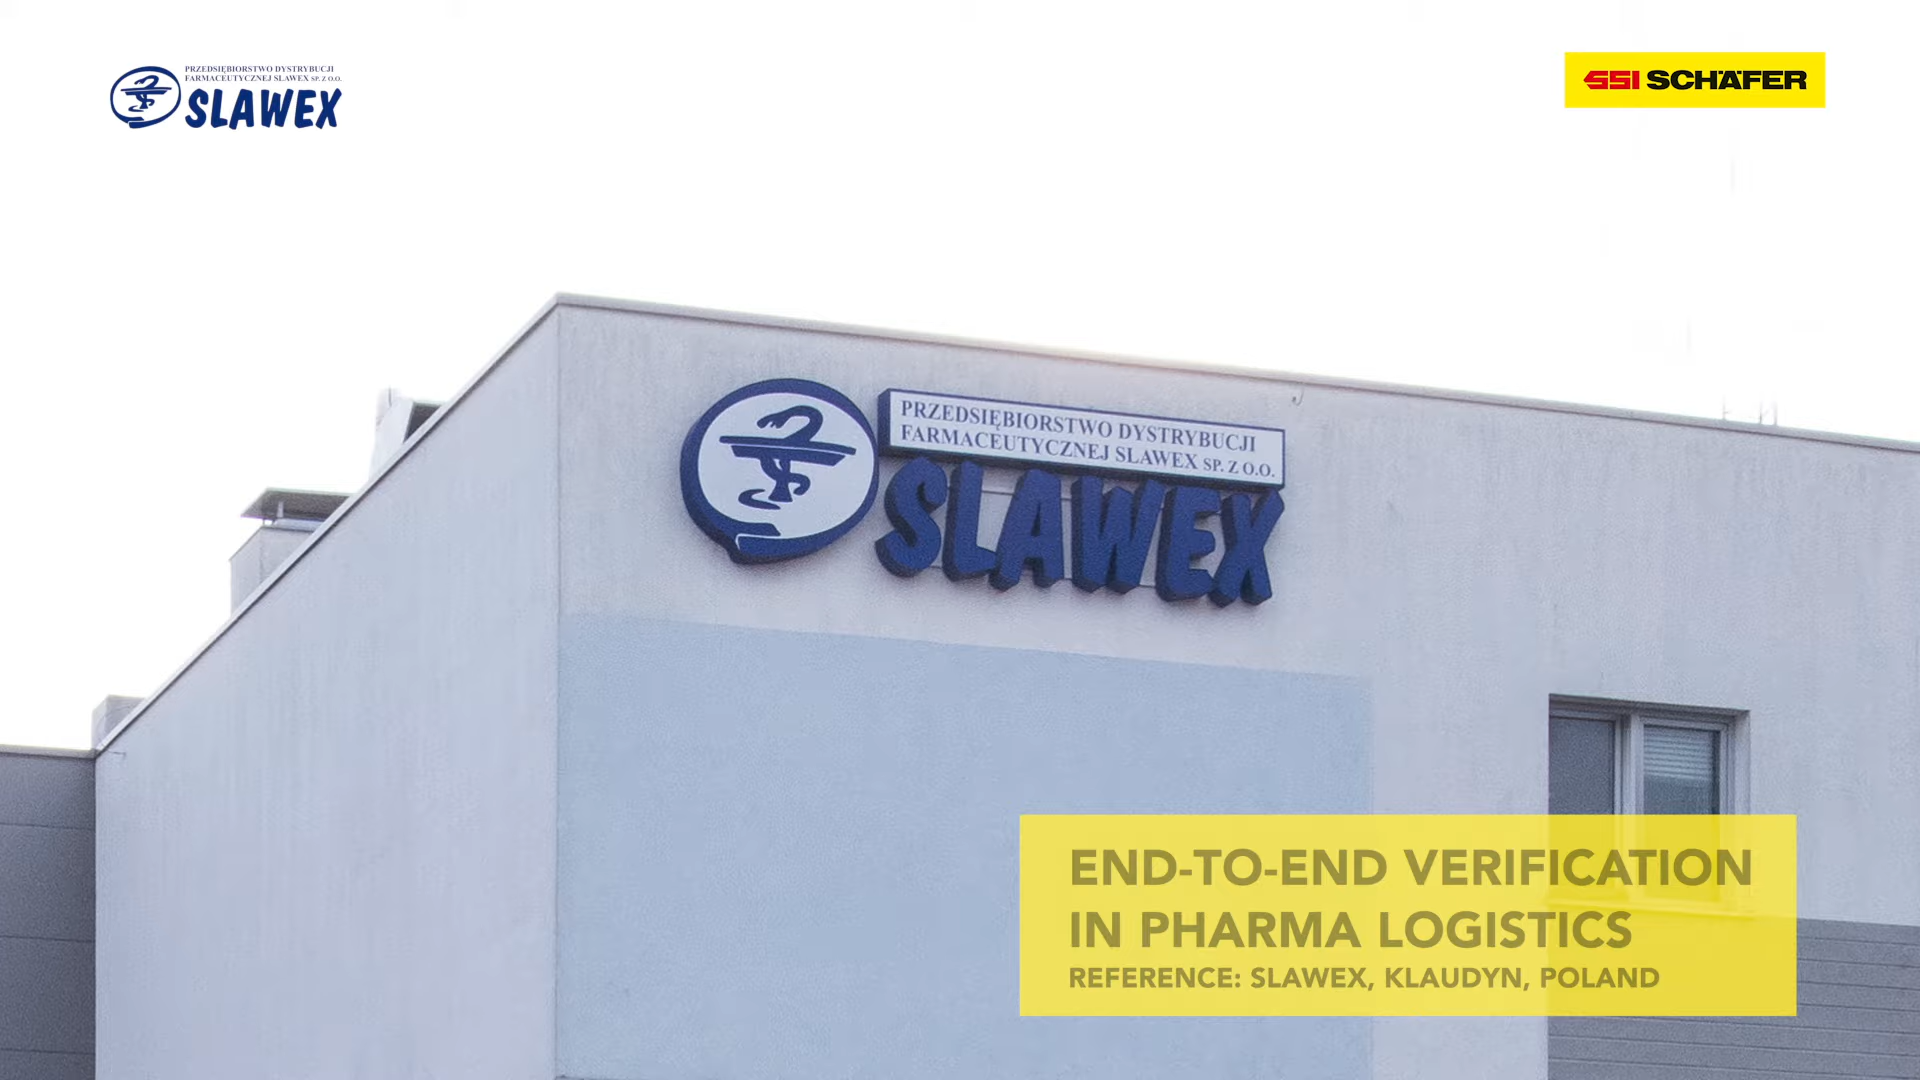 PRZEDSIĘBIORSTWO DYSTRYBUCJI
FARMACEUTYCZNEJ SLAWEX SP. Z O.O.
SLAWEX
SSI SCHÄFER
PRZEDSIĘBIORSTWO DYSTRYBUCJI
FARMACEUTYCZNEJ SLAWEX SP. Z O.O.
SLAWEX
END-TO-END VERIFICATION
IN PHARMA LOGISTICS
REFERENCE: SLAWEX, KLAUDYN, POLAND